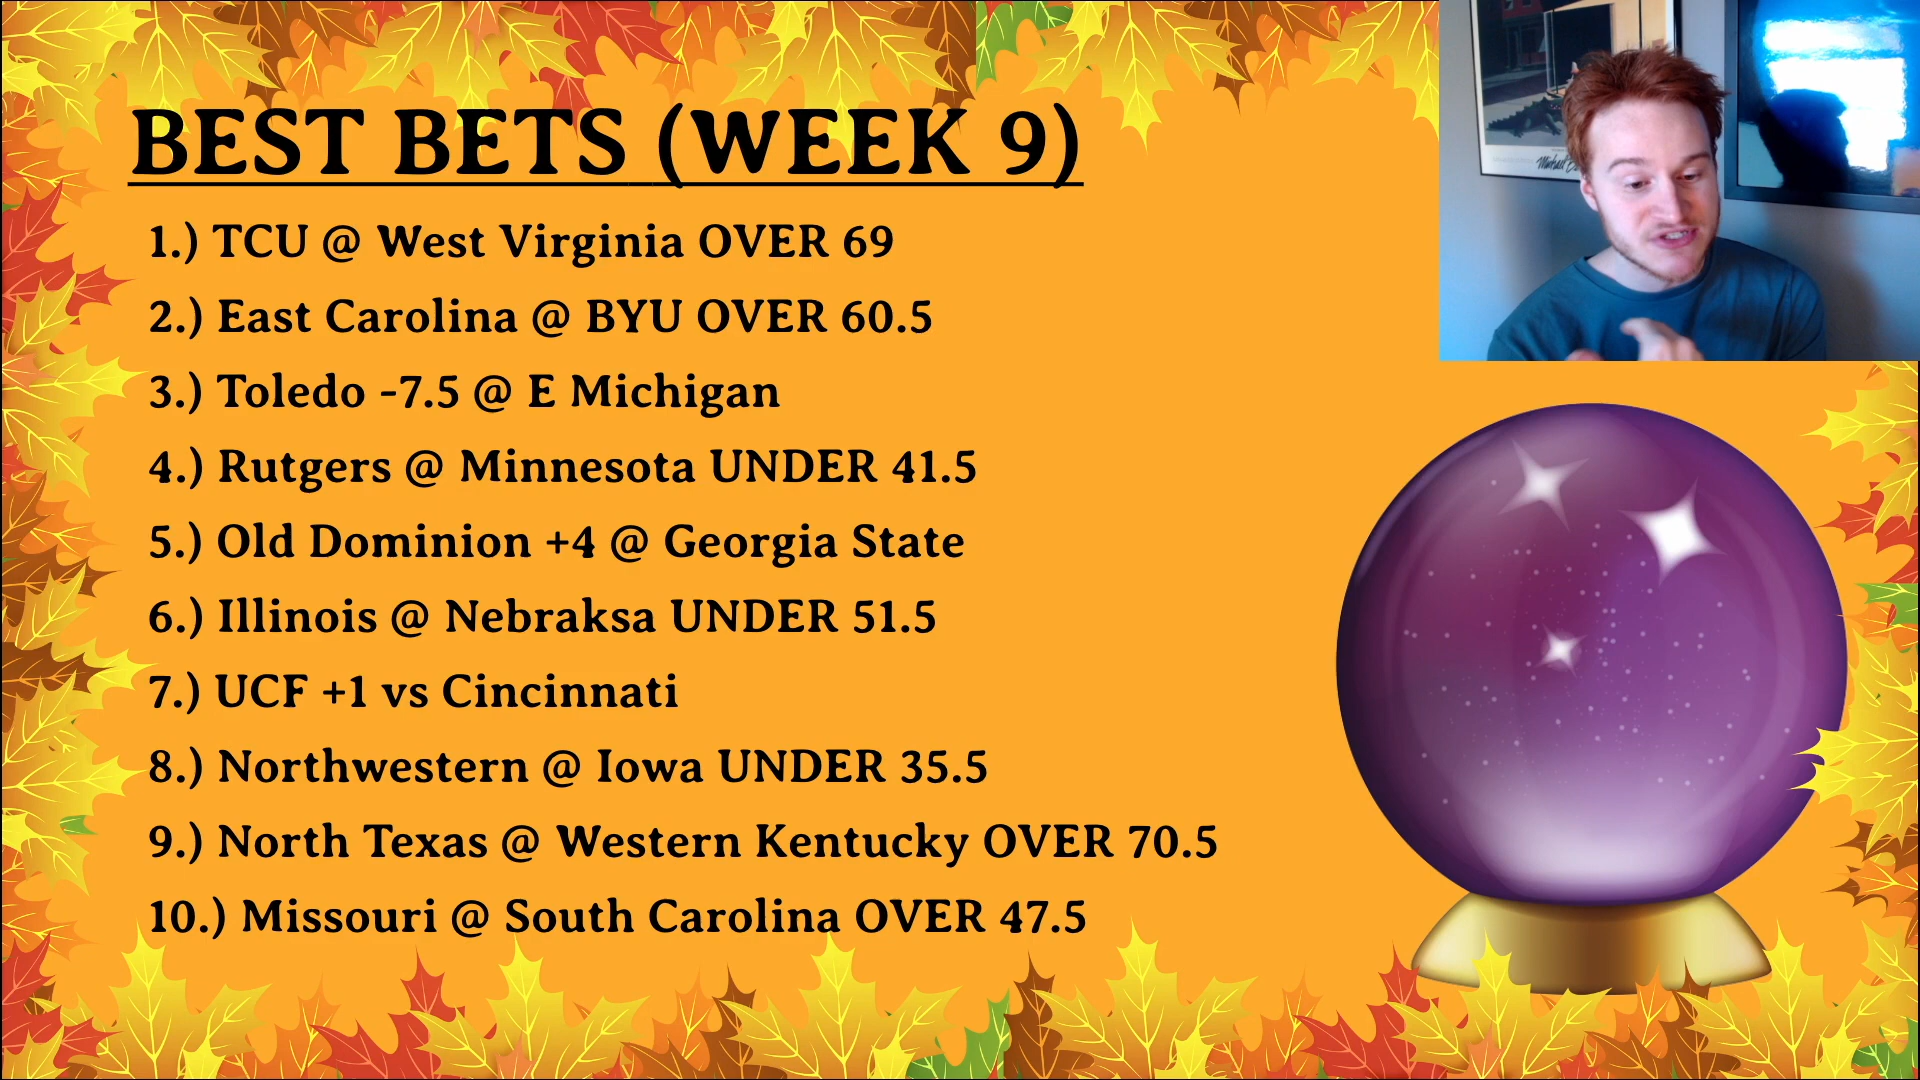 BEST BETS (WEEK 9)
1.) TCU @ West Virginia OVER 69
2.) East Carolina @ BYU OVER 60.5
3.) Toledo -7.5 @ E Michigan
4.) Rutgers @ Minnesota UNDER 41.5
5.) Old Dominion +4 @ Georgia State
6.) Illinois @ Nebraksa UNDER 51.5
7.) UCF +1 vs Cincinnati
8.) Northwestern @ Iowa UNDER 35.5
9.) North Texas @ Western Kentucky OVER 70.5
10.) Missouri @ South Carolina OVER 47.5